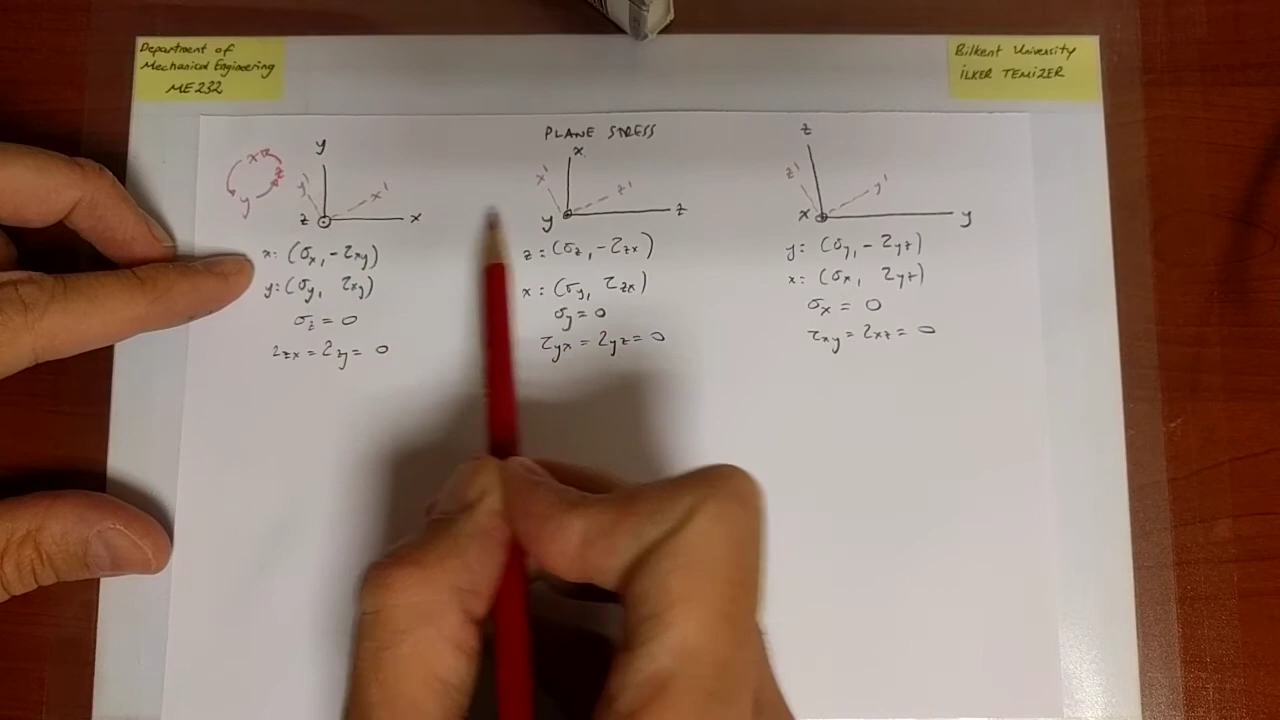 Department of
Mechanical Engineering
ME232
Bilkent University
İLKER TEMİZER
PLANE STRESS
x
z
y
y
y'
x'
z
x
x: (σx, -τxy)
y: (σy, τxy)
σz = 0
τzx = τzy = 0
x
x'
z'
y
z
z: (σz, -τzx)
x: (σy, τzx)
σy = 0
τyx = τyz = 0
z
z'
y'
x
y
y: (σy, -τyz)
x: (σx, τyz)
σx = 0
τxy = τxz = 0